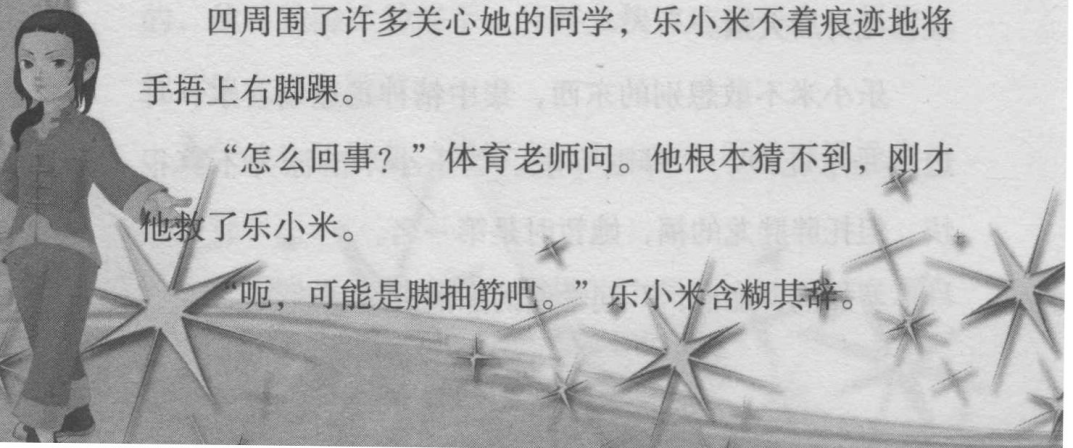 四周围了许多关心她的同学，乐小米不着痕迹地将
手捂上右脚踝。
“怎么回事？”体育老师问。他根本猜不到，刚才
他救了乐小米。
“呃，可能是脚抽筋吧。”乐小米含糊其辞。